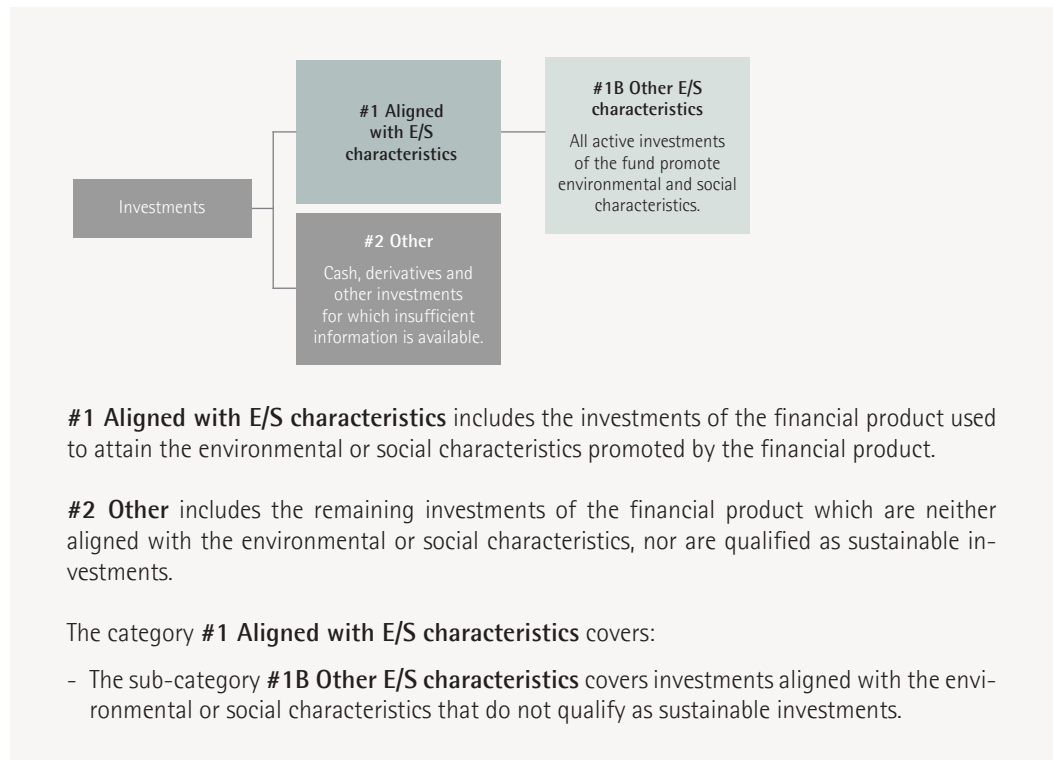 #1 Aligned
with E/S
characteristics
#1B Other E/S
characteristics
All active investments
of the fund promote
environmental and social
characteristics.
Investments
#2 Other
Cash, derivatives and
other investments
for which insufficient
information is available.
#1 Aligned with E/S characteristics includes the investments of the financial product used
to attain the environmental or social characteristics promoted by the financial product.
#2 Other includes the remaining investments of the financial product which are neither
aligned with the environmental or social characteristics, nor are qualified as sustainable in-
vestments.
The category #1 Aligned with E/S characteristics covers:
- The sub-category #1B Other E/S characteristics covers investments aligned with the envi-
ronmental or social characteristics that do not qualify as sustainable investments.